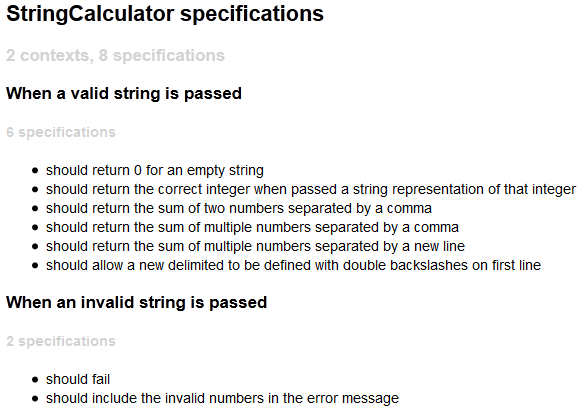 StringCalculator specifications
2 contexts, 8 specifications
When a valid string is passed
6 specifications
should return 0 for an empty string
should return the correct integer when passed a string representation of that integer
should return the sum of two numbers separated by a comma
should return the sum of multiple numbers separated by a comma
should return the sum of multiple numbers separated by a new line
should allow a new delimited to be defined with double backslashes on first line
When an invalid string is passed
2 specifications
should fail
should include the invalid numbers in the error message